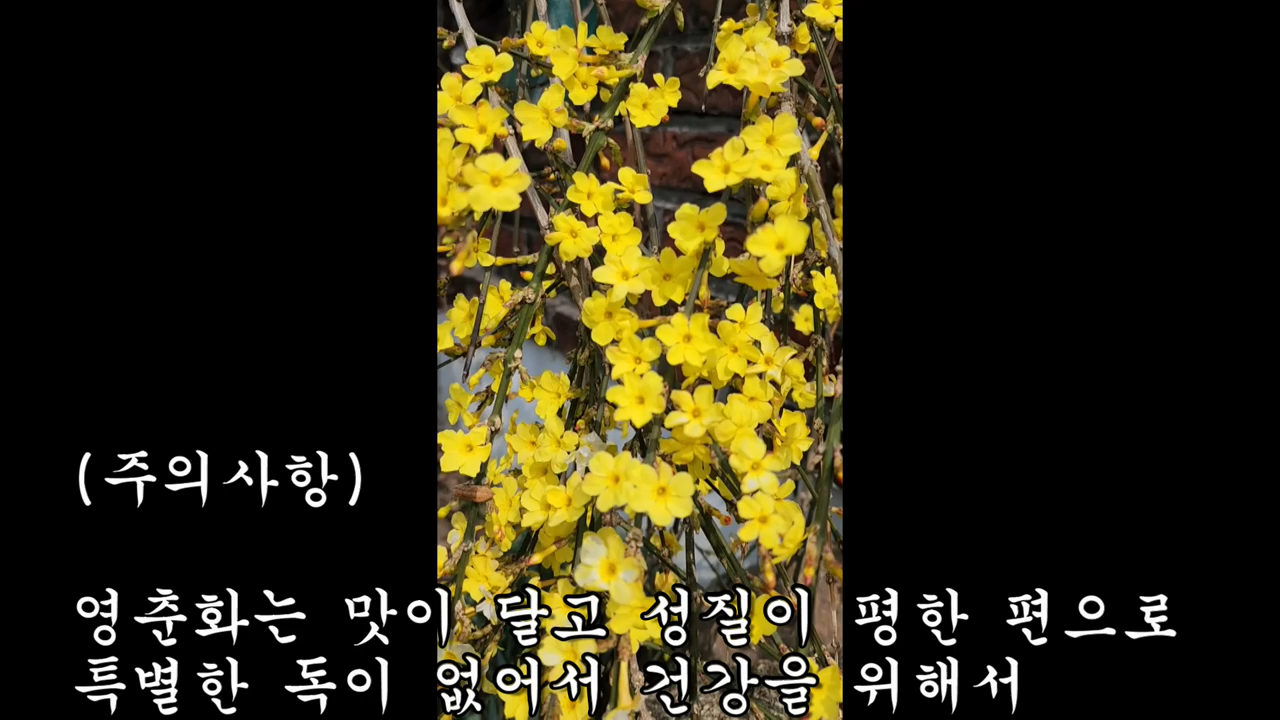 (주의사항)
영춘화는 맛이 달고 성질이 평한 편으로
특별한 독이 없어서 건강을 위해서